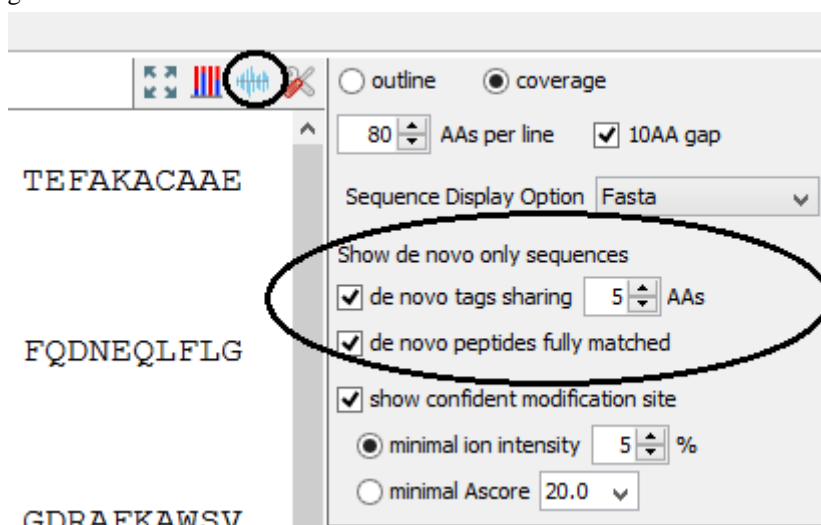 outline coverage
80 AAs per line 10AA gap
TEFAKACAAE
Sequence Display Option Fasta
Show de novo only sequences
de novo tags sharing 5 AAs
FQDNEQLFLG
de novo peptides fully matched
show confident modification site
minimal ion intensity 5 %
minimal Ascore 20.0
GDRAFKAWSV